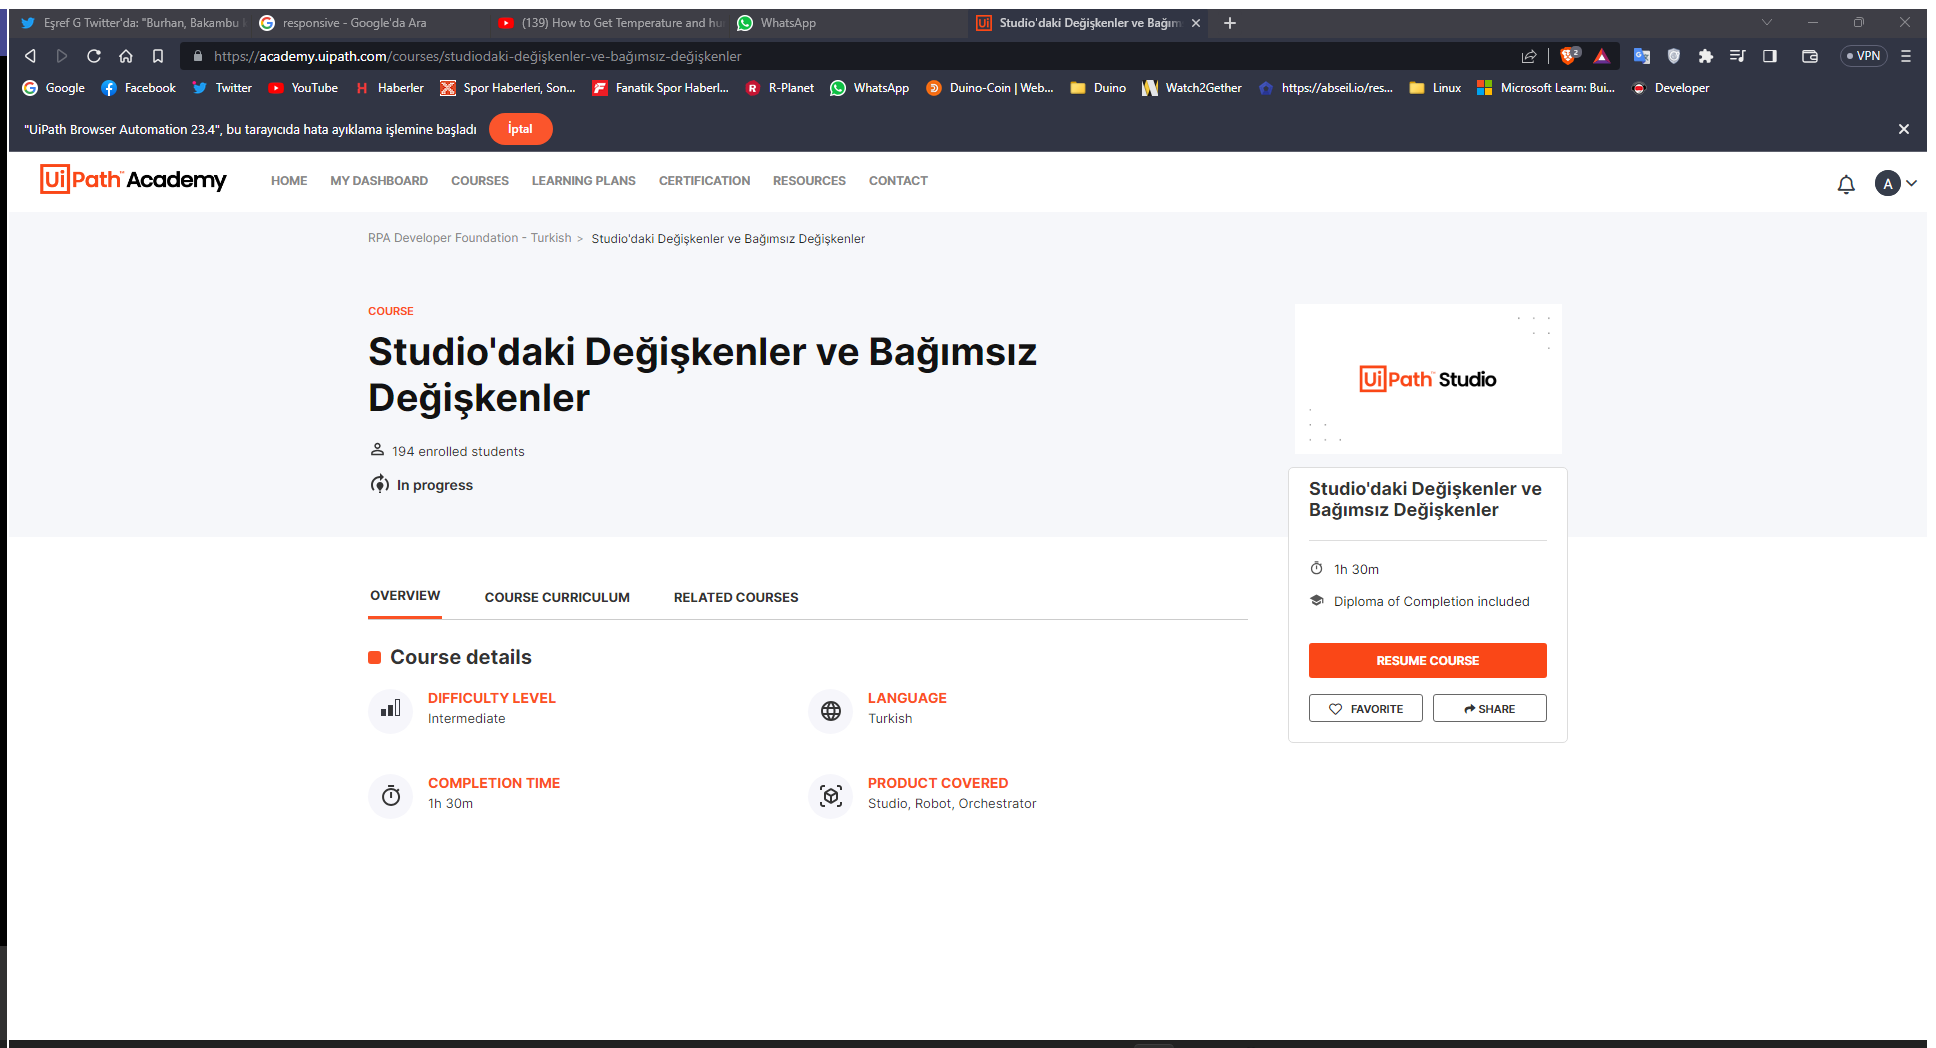 Eşref G Twitter'da: "Burhan, Bakambu
responsive - Google'da Ara
(139) How to Get Temperature and hu
WhatsApp
Studio'daki Değişkenler ve Bağım
https://academy.uipath.com/courses/studiodaki-değişkenler-ve-bağımsız-değişkenler
2
VPN
Google
Facebook
Twitter
YouTube
Haberler
Spor Haberleri, Son...
Fanatik Spor Haberl...
R-Planet
WhatsApp
Duino-Coin | Web...
Duino
Watch2Gether
https://abseil.io/res...
Linux
Microsoft Learn: Bui...
Developer
"UiPath Browser Automation 23.4", bu tarayıcıda hata ayıklama işlemine başladı
İptal
UiPath Academy
HOME
MY DASHBOARD
COURSES
LEARNING PLANS
CERTIFICATION
RESOURCES
CONTACT
A
RPA Developer Foundation - Turkish > Studio'daki Değişkenler ve Bağımsız Değişkenler
COURSE
Studio'daki Değişkenler ve Bağımsız
Değişkenler
194 enrolled students
In progress
UiPath Studio
Studio'daki Değişkenler ve
Bağımsız Değişkenler
1h 30m
Diploma of Completion included
RESUME COURSE
FAVORITE
SHARE
OVERVIEW
COURSE CURRICULUM
RELATED COURSES
Course details
DIFFICULTY LEVEL
Intermediate
LANGUAGE
Turkish
COMPLETION TIME
1h 30m
PRODUCT COVERED
Studio, Robot, Orchestrator